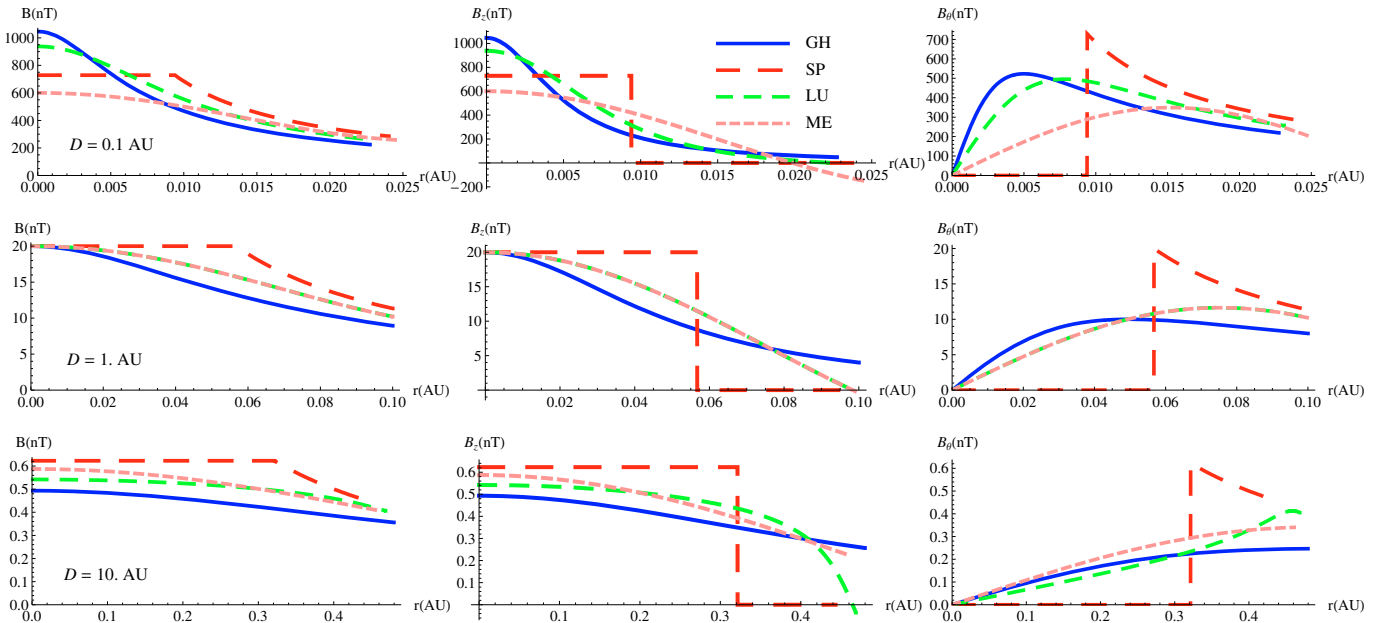 B(nT)
1000
800
600
400
200
0
D = 0.1 AU
0.000 0.005 0.010 0.015 0.020 0.025
r(AU)
B_z(nT)
1000
800
600
400
200
-200
0.005 0.010 0.015 0.020 0.025
r(AU)
GH
SP
LU
ME
B_θ(nT)
700
600
500
400
300
200
100
0
0.000 0.005 0.010 0.015 0.020 0.025
r(AU)
B(nT)
20
15
10
5
0
D = 1. AU
0.00 0.02 0.04 0.06 0.08 0.10
r(AU)
B_z(nT)
20
15
10
5
0
0.02 0.04 0.06 0.08 0.10
r(AU)
B_θ(nT)
20
15
10
5
0
0.00 0.02 0.04 0.06 0.08 0.10
r(AU)
B(nT)
0.6
0.5
0.4
0.3
0.2
0.1
0.0
D = 10. AU
0.0 0.1 0.2 0.3 0.4
r(AU)
B_z(nT)
0.6
0.5
0.4
0.3
0.2
0.1
0.1 0.2 0.3 0.4
r(AU)
B_θ(nT)
0.6
0.5
0.4
0.3
0.2
0.1
0.0
0.0 0.1 0.2 0.3 0.4
r(AU)